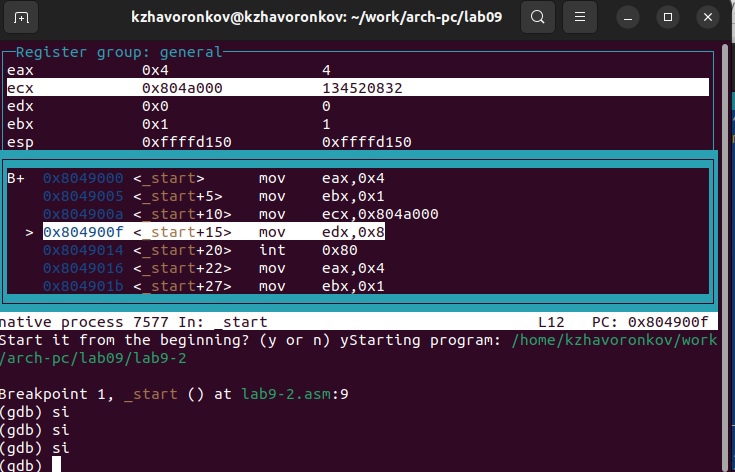 kzhavoronkov@kzhavoronkov: ~/work/arch-pc/lab09
Register group: general
eax 0x4 4
ecx 0x804a000 134520832
edx 0x0 0
ebx 0x1 1
esp 0xffffd150 0xffffd150
B+ 0x8049000 <_start> mov eax,0x4
0x8049005 <_start+5> mov ebx,0x1
0x804900a <_start+10> mov ecx,0x804a000
> 0x804900f <_start+15> mov edx,0x8
0x8049014 <_start+20> int 0x80
0x8049016 <_start+22> mov eax,0x4
0x804901b <_start+27> mov ebx,0x1
native process 7577 In: _start L12 PC: 0x804900f
Start it from the beginning? (y or n) yStarting program: /home/kzhavoronkov/work
/arch-pc/lab09/lab9-2
Breakpoint 1, _start () at lab9-2.asm:9
(gdb) si
(gdb) si
(gdb) si
(gdb)